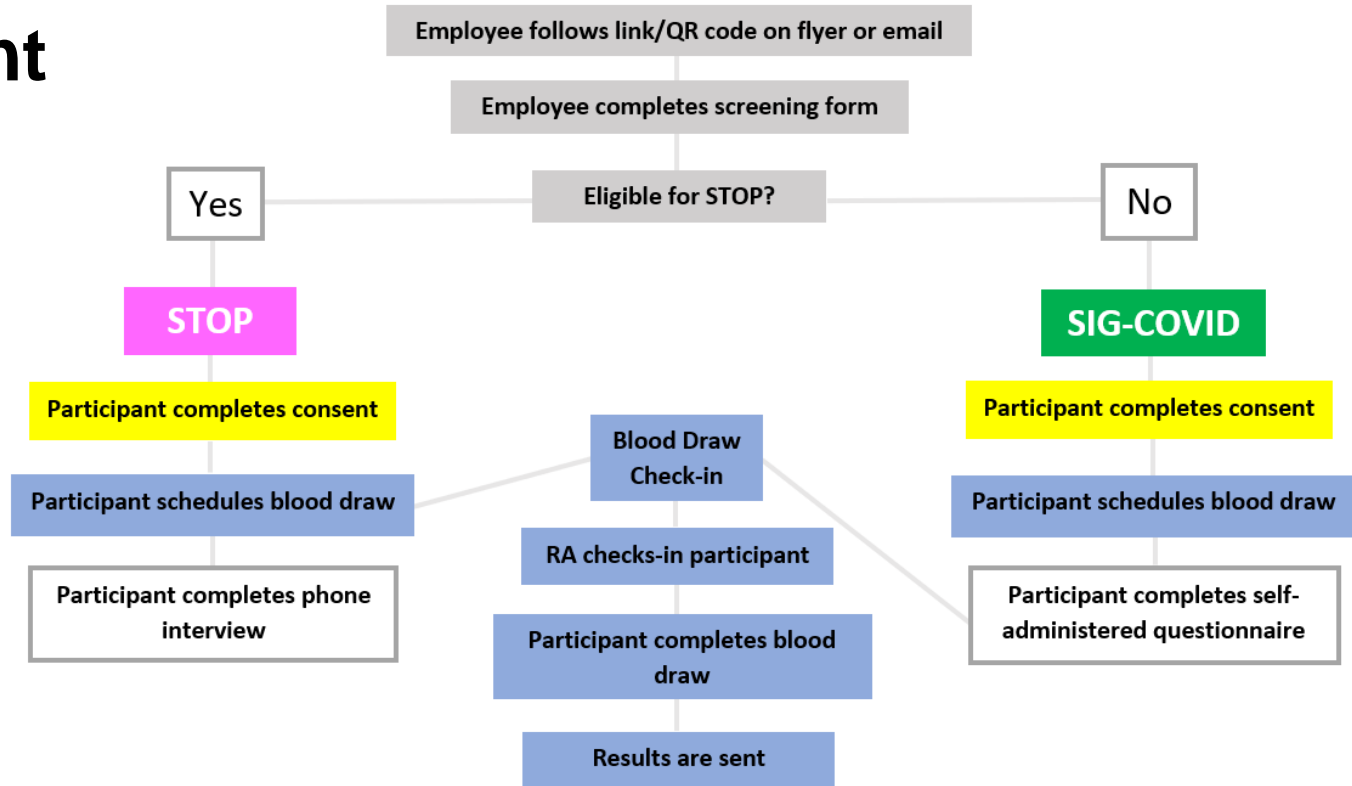 nt
Employee follows link/QR code on flyer or email
Employee completes screening form
Eligible for STOP?
Yes
No
STOP
SIG-COVID
Participant completes consent
Participant completes consent
Participant schedules blood draw
Blood Draw
Check-in
Participant schedules blood draw
Participant completes phone
interview
RA checks-in participant
Participant completes self-
administered questionnaire
Participant completes blood
draw
Results are sent